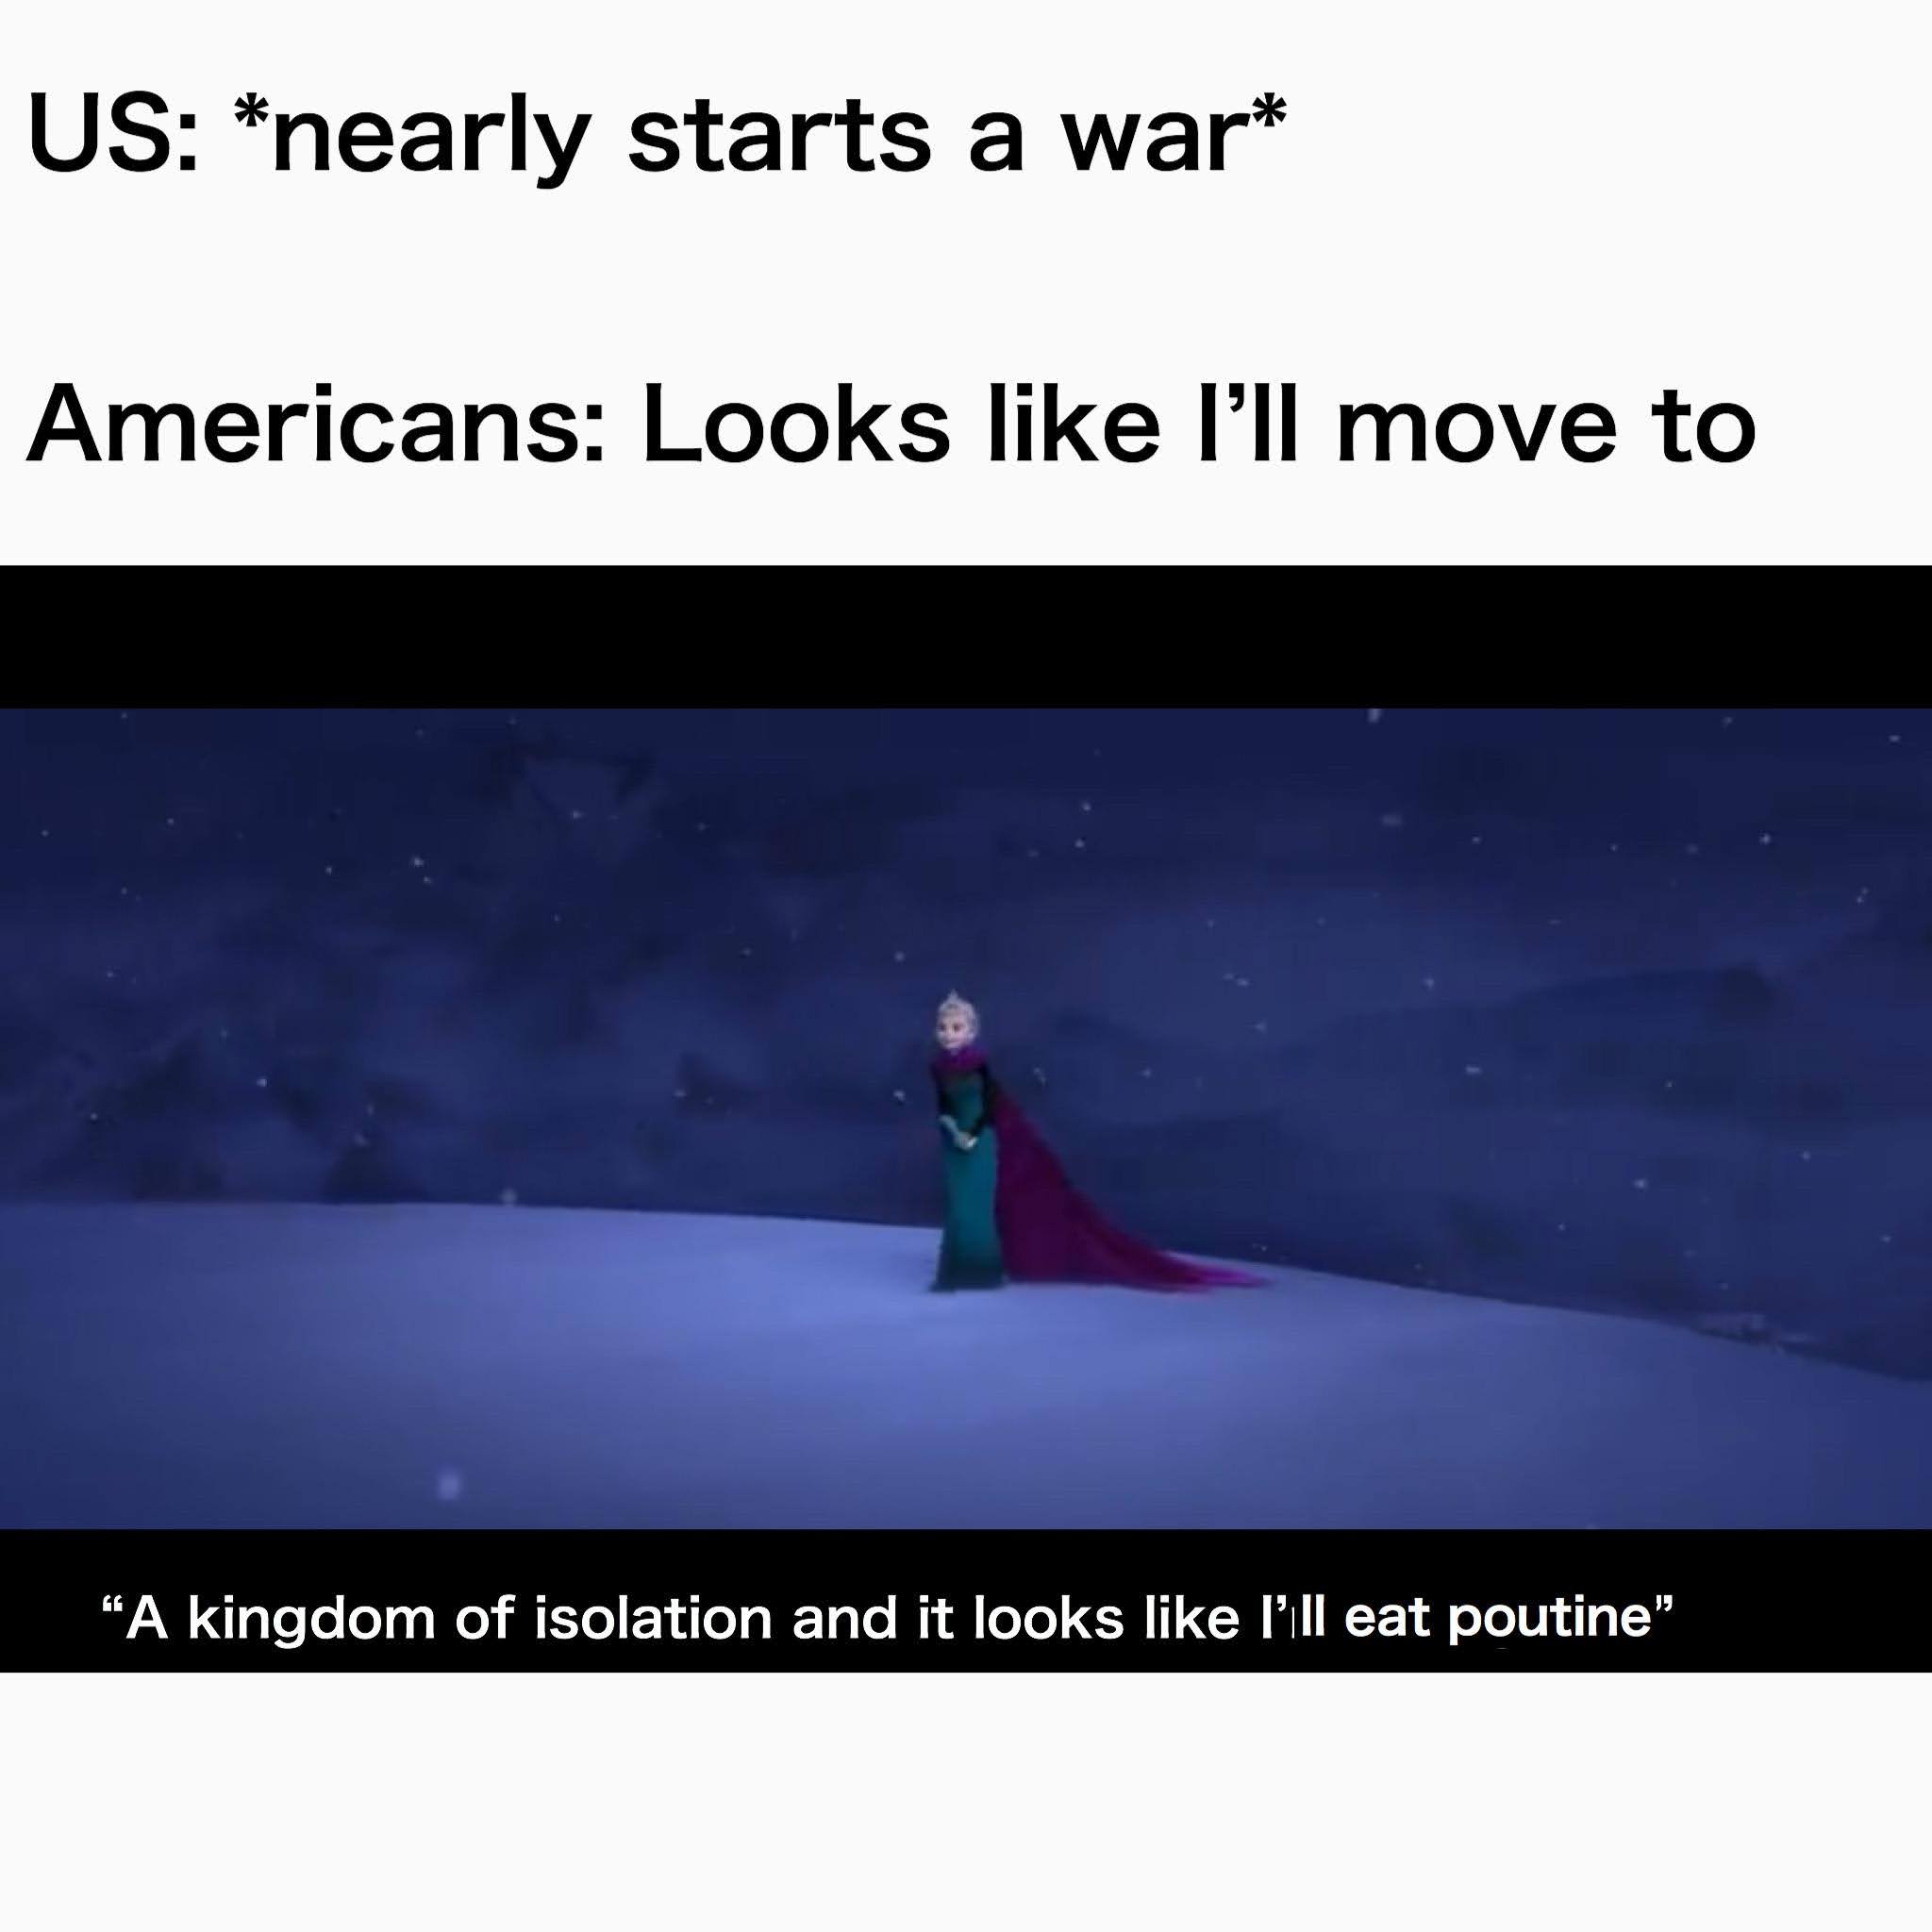 US: *nearly starts a war*
Americans: Looks like I’ll move to
“A kingdom of isolation and it looks like I’ll eat poutine”